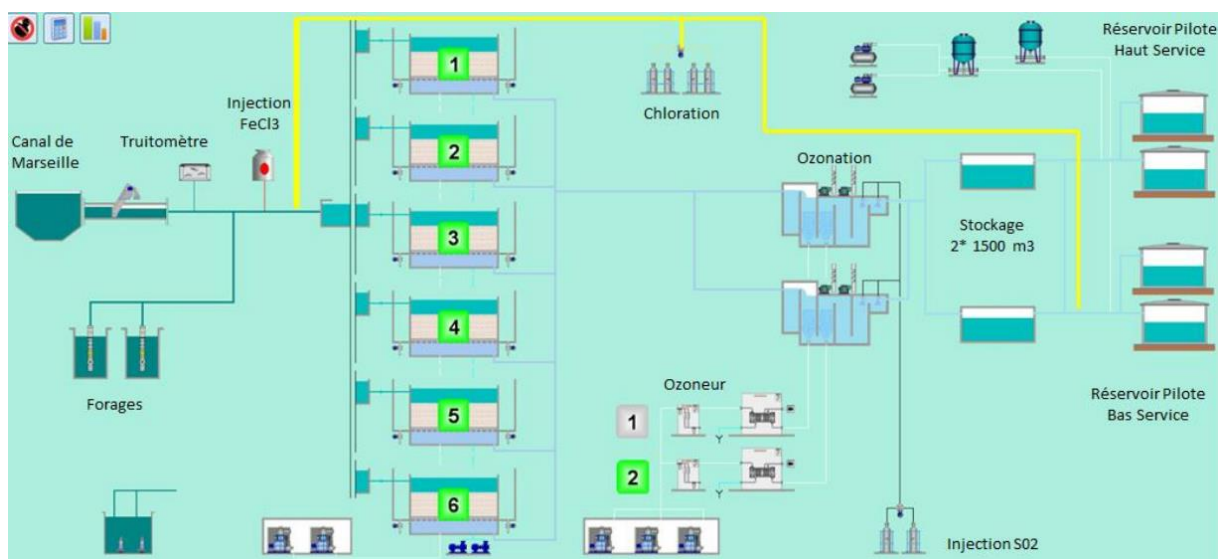 Réservoir Pilote
Haut Service
1
Injection
FeCl3
Chloration
Canal de
Marseille
Truitomètre
2
Ozonation
3
Stockage
2* 1500 m3
4
Ozoneur
Forages
5
1
Réservoir Pilote
Bas Service
2
6
Injection S02